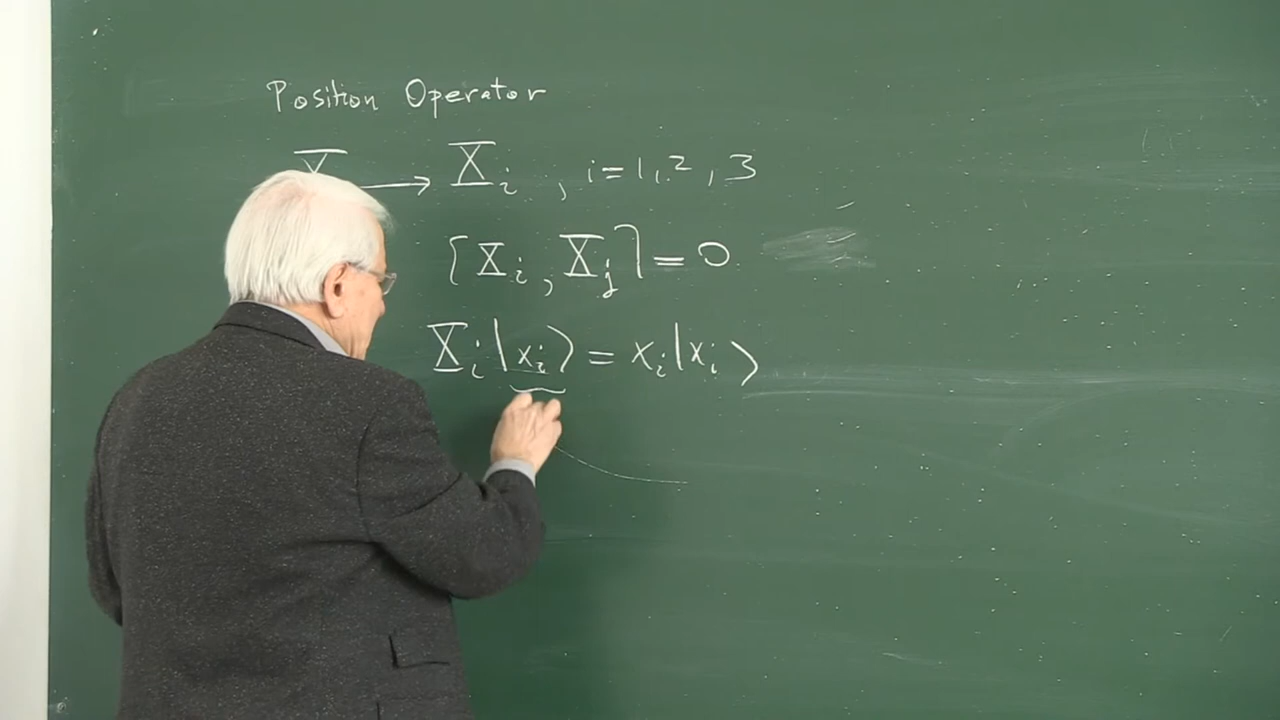 Position Operator
X → X_i , i=1,2,3
[X_i , X_j] = 0
X_i|x_i⟩ = x_i|x_i⟩